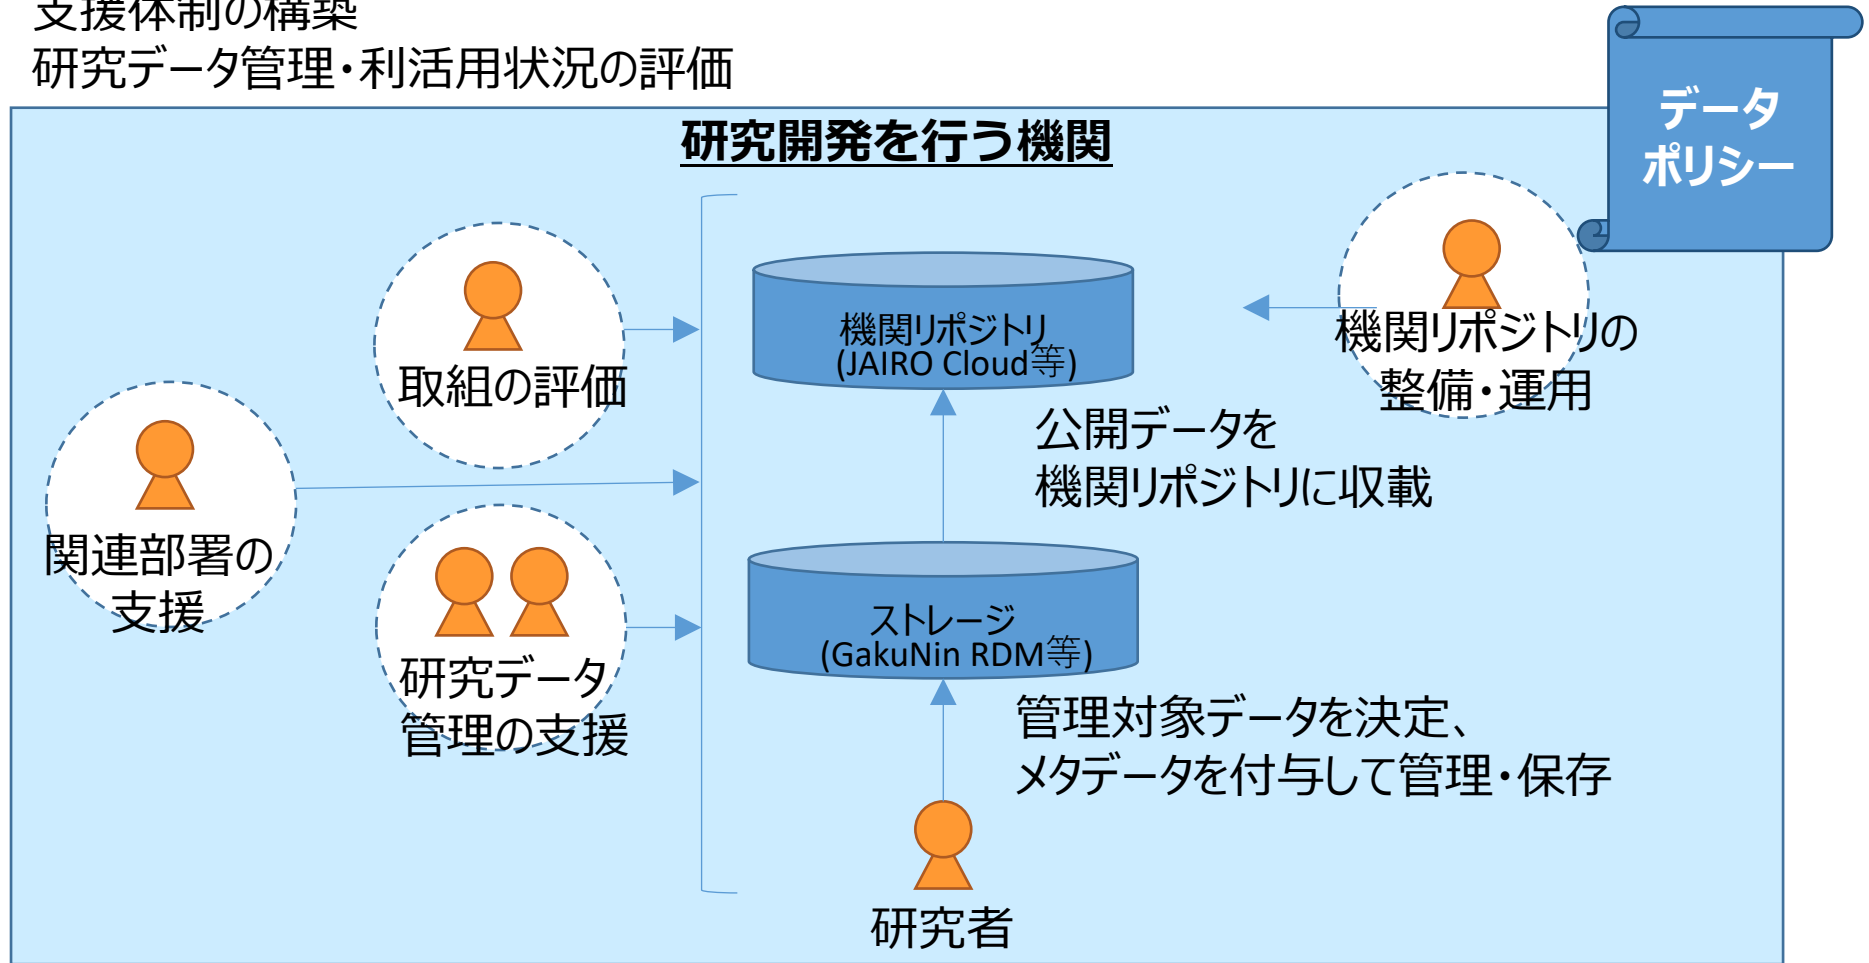 支援体制の構築
研究データ管理・利活用状況の評価
データ
ポリシー
研究開発を行う機関
機関リポジトリ
(JAIRO Cloud等)
機関リポジトリの
整備・運用
取組の評価
公開データを
機関リポジトリに収載
関連部署の
支援
ストレージ
(GakuNin RDM等)
研究データ
管理の支援
管理対象データを決定、
メタデータを付与して管理・保存
研究者